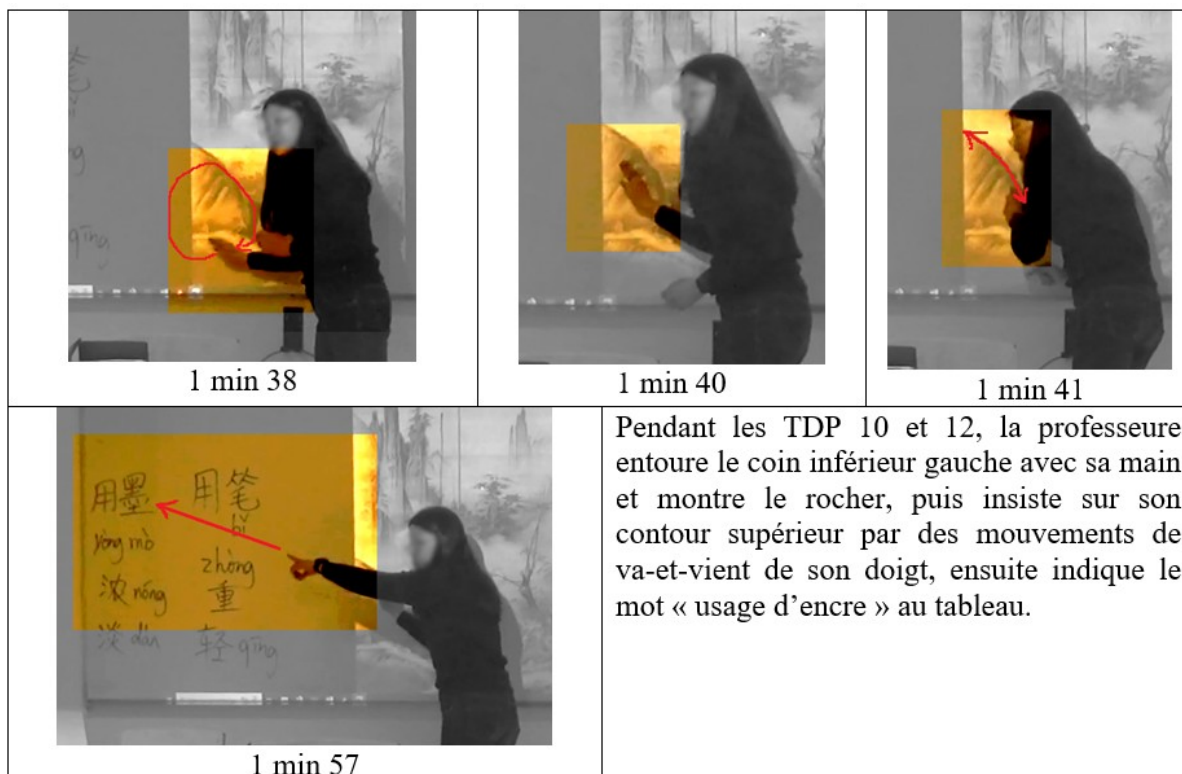 1 min 38
1 min 40
1 min 41
用墨 用笔
yòng mò bǐ
zhòng
浓 nóng 重
淡 dàn 轻 qīng
1 min 57
Pendant les TDP 10 et 12, la professeure
entoure le coin inférieur gauche avec sa main
et montre le rocher, puis insiste sur son
contour supérieur par des mouvements de
va-et-vient de son doigt, ensuite indique le
mot « usage d’encre » au tableau.